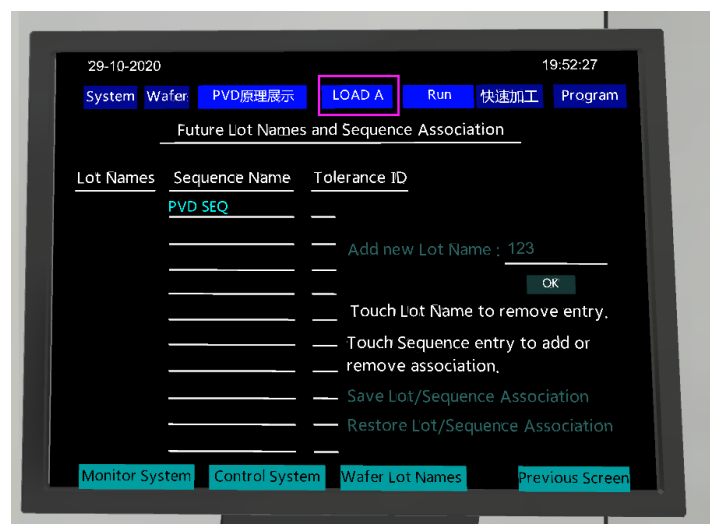 29-10-2020 19:52:27
System Wafer PVD原理展示 LOAD A Run 快速加工 Program
Future Lot Names and Sequence Association
Lot Names Sequence Name Tolerance ID
PVD SEQ
Add new Lot Name : 123
OK
Touch Lot Name to remove entry.
Touch Sequence entry to add or
remove association.
Save Lot/Sequence Association
Restore Lot/Sequence Association
Monitor System Control System Wafer Lot Names Previous Screen